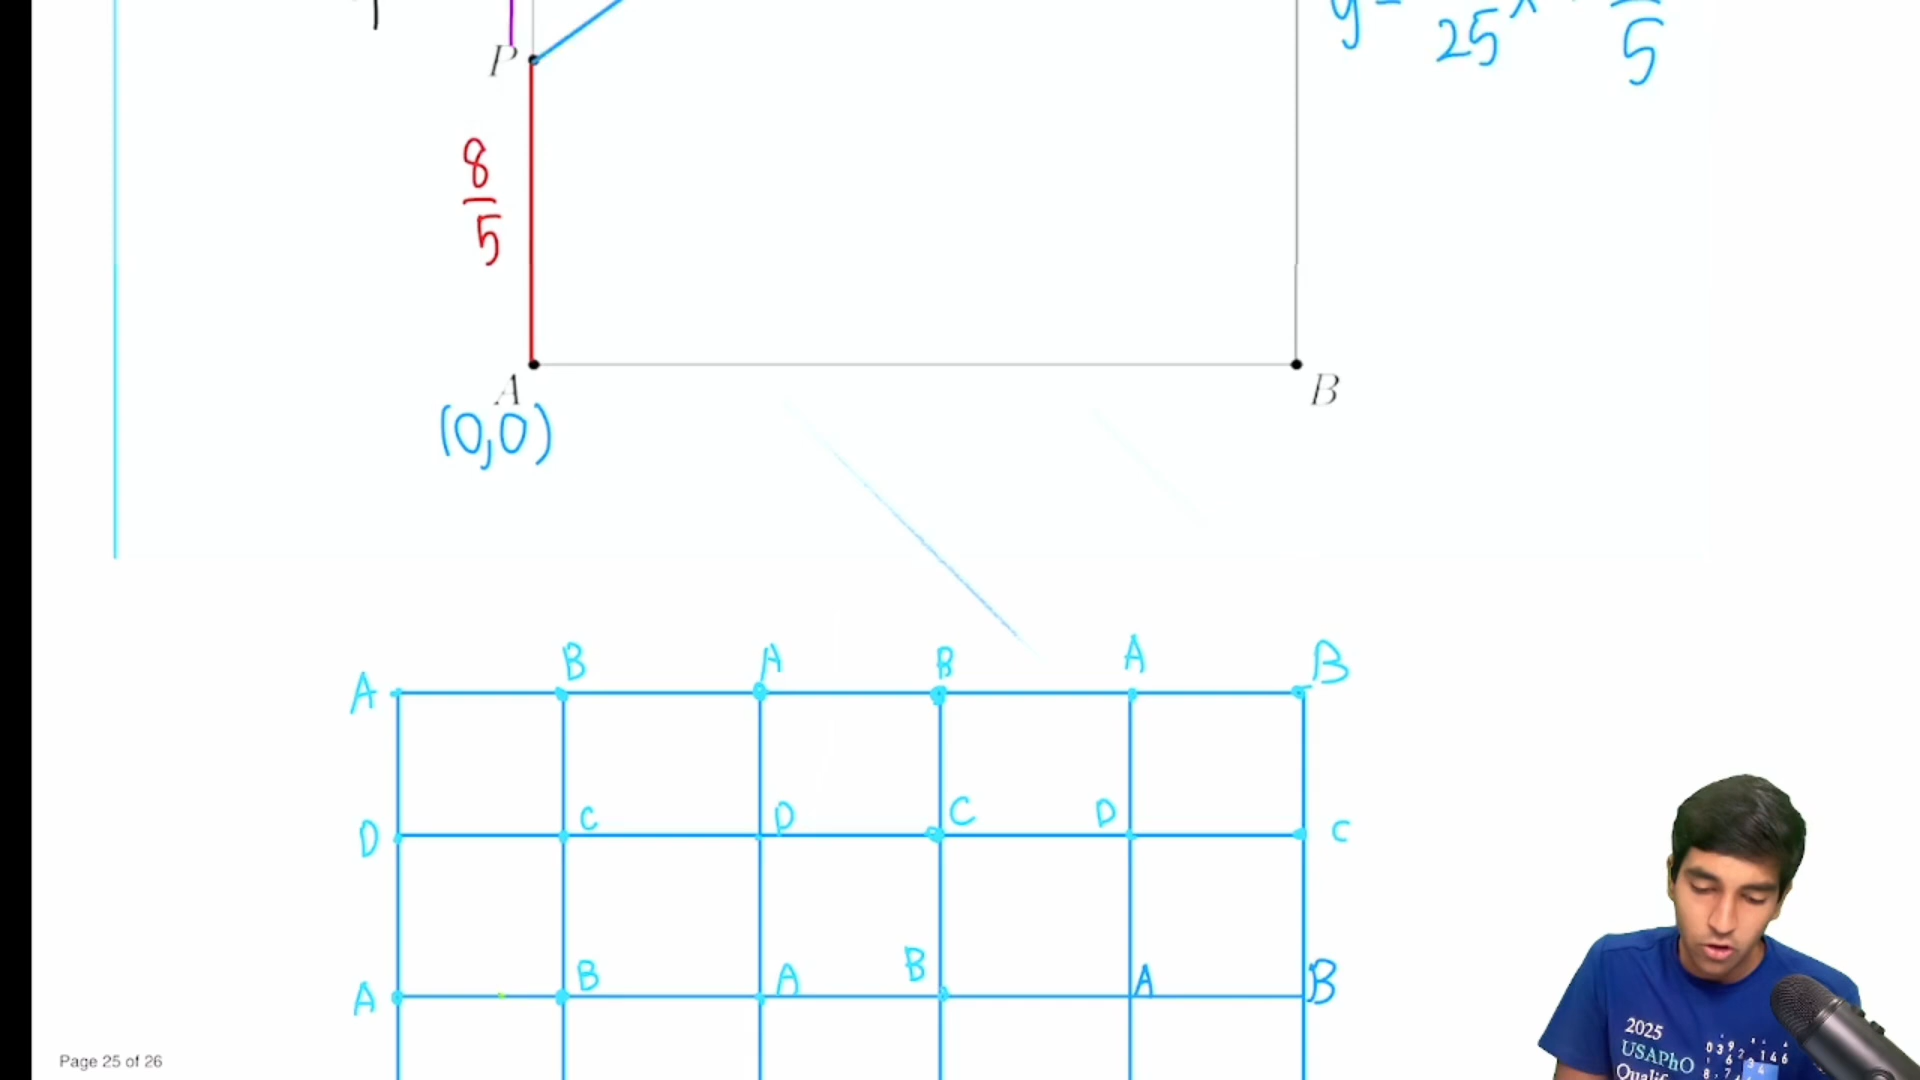 y = 
25 x
5
P
8
5
A
B
(0,0)
A B A B A B
D C D C D C
A B A B A B
Page 25 of 26
2025
USAPhO